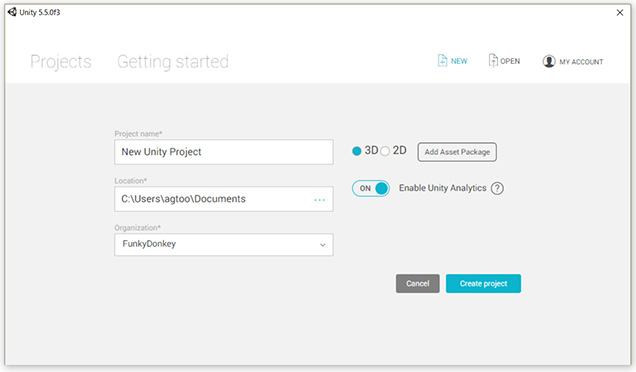 Unity 5.5.0f3
Projects Getting started NEW OPEN MY ACCOUNT
Project name*
New Unity Project 3D 2D Add Asset Package
Location*
C:\Users\agtoo\Documents ... ON Enable Unity Analytics ?
Organization*
FunkyDonkey
Cancel Create project